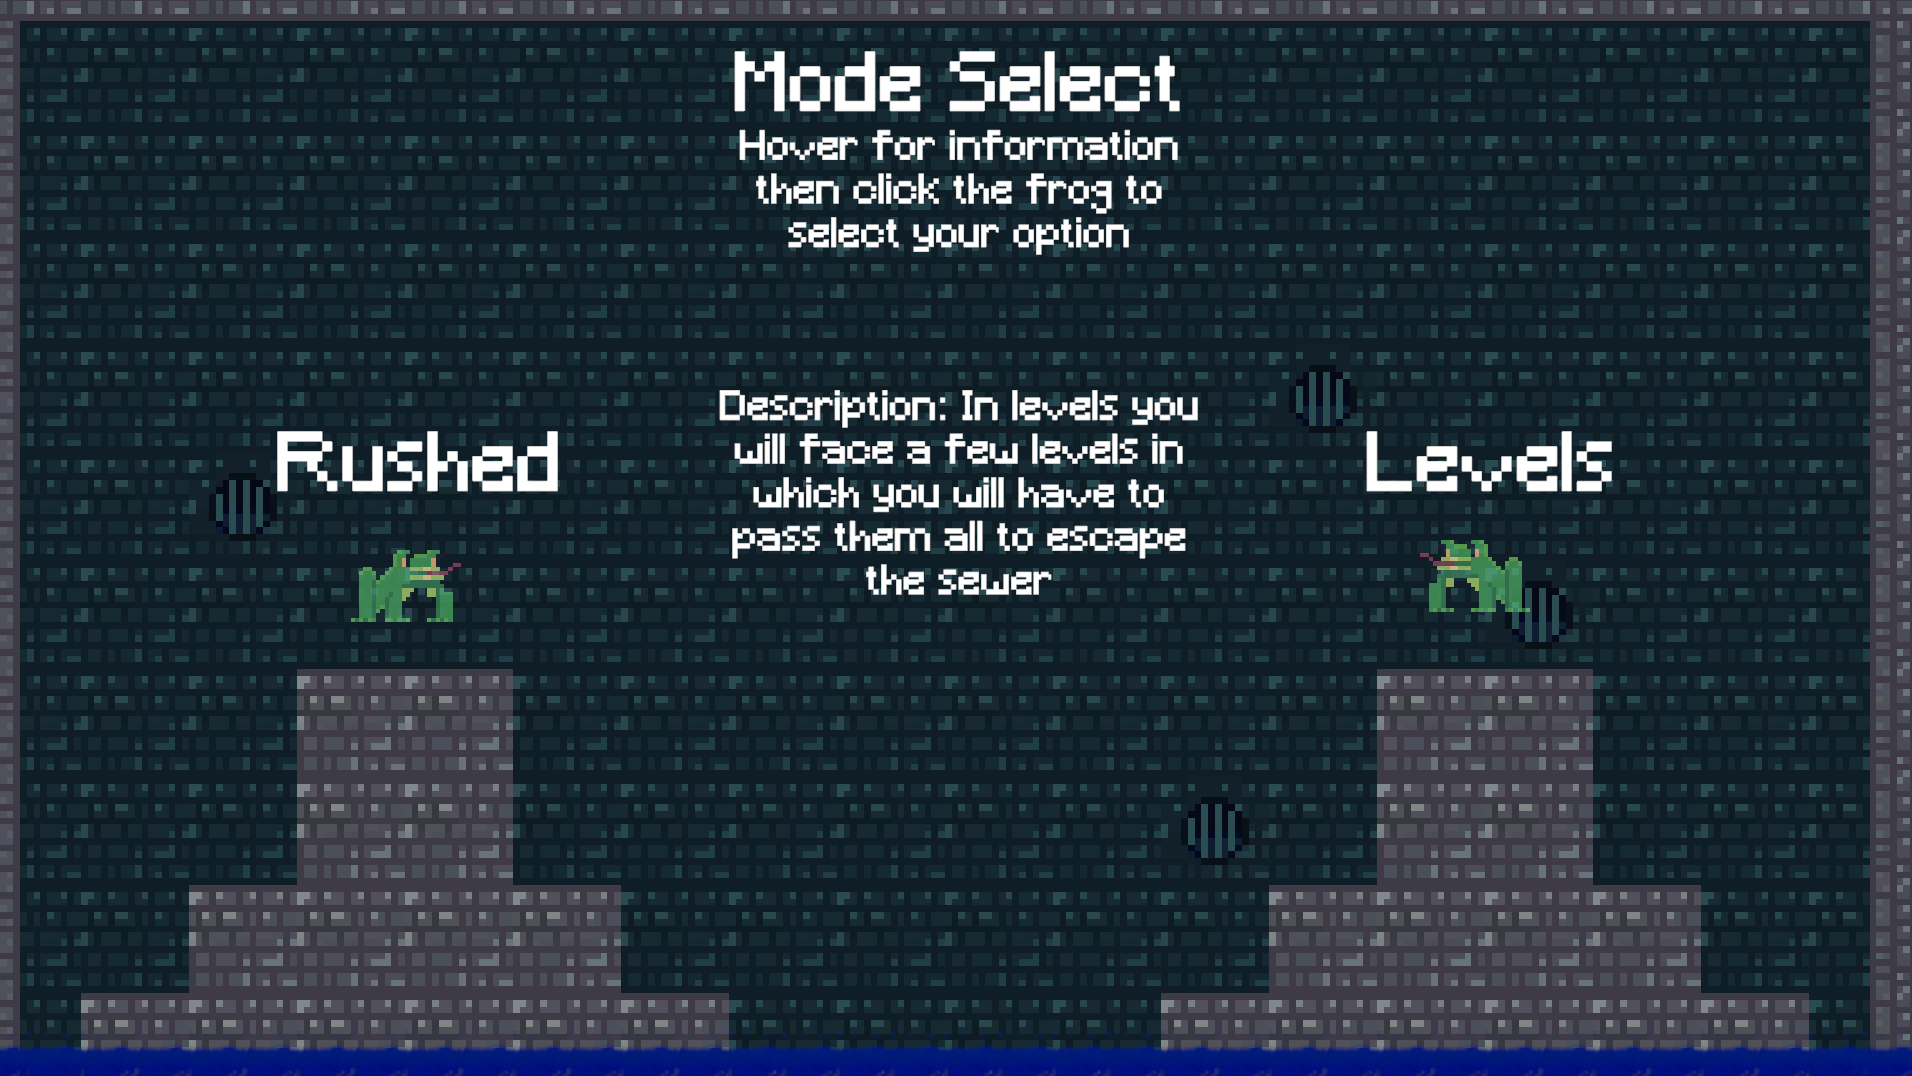 Mode Select
Hover for information
then click the frog to
select your option
Rushed
Description: In levels you
will face a few levels in
which you will have to
pass them all to escape
the sewer
Levels